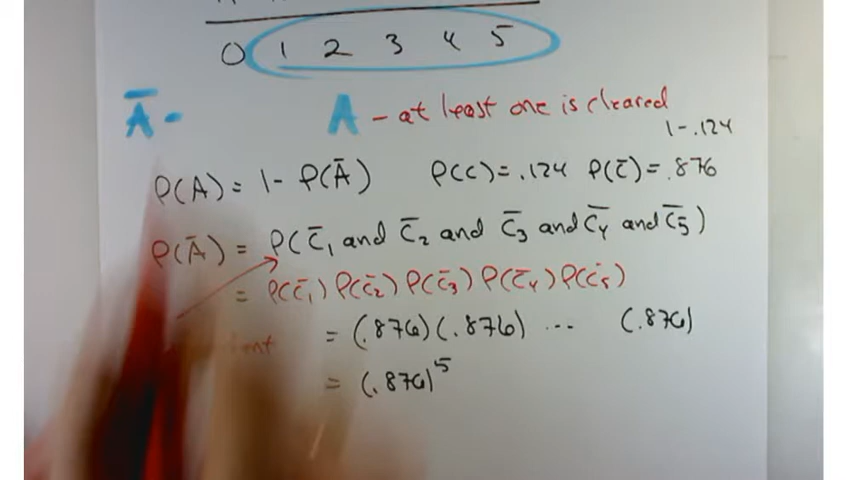 0 1 2 3 4 5
Ā - A - at least one is cleared
1-.124
P(A) = 1- P(Ā) P(C)=.124 P(C̄)=.876
P(Ā) = P(C̄₁ and C̄₂ and C̄₃ and C̄₄ and C̄₅)
= P(C̄₁) P(C̄₂) P(C̄₃) P(C̄₄) P(C̄₅)
= (.876)(.876) ... (.876)
= (.876)⁵